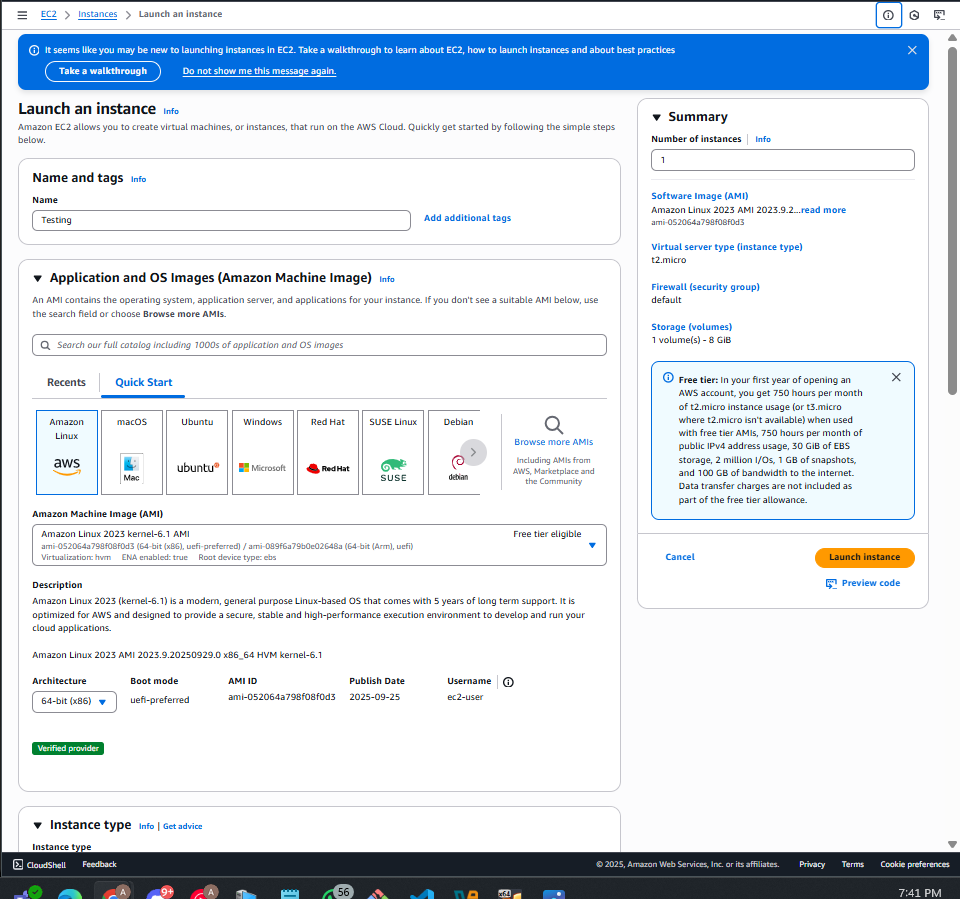 EC2 > Instances > Launch an instance
It seems like you may be new to launching instances in EC2. Take a walkthrough to learn about EC2, how to launch instances and about best practices
Take a walkthrough Do not show me this message again.
Launch an instance Info
Amazon EC2 allows you to create virtual machines, or instances, that run on the AWS Cloud. Quickly get started by following the simple steps
below.
Name and tags Info
Name
Testing
Add additional tags
Application and OS Images (Amazon Machine Image) Info
An AMI contains the operating system, application server, and applications for your instance. If you don't see a suitable AMI below, use
the search field or choose Browse more AMIs.
Search our full catalog including 1000s of application and OS images
Recents Quick Start
Amazon
Linux
aws
macOS
Mac
Ubuntu
ubuntu
Windows
Microsoft
Red Hat
Red Hat
SUSE Linux
SUSE
Debian
debian
Browse more AMIs
Including AMIs from
AWS, Marketplace and
the Community
Amazon Machine Image (AMI)
Amazon Linux 2023 kernel-6.1 AMI Free tier eligible
ami-052064a798f08f0d3 (64-bit (x86), uefi-preferred) / ami-089f6a79b0e02648a (64-bit (Arm), uefi)
Virtualization: hvm ENA enabled: true Root device type: ebs
Description
Amazon Linux 2023 (kernel-6.1) is a modern, general purpose Linux-based OS that comes with 5 years of long term support. It is
optimized for AWS and designed to provide a secure, stable and high-performance execution environment to develop and run your
cloud applications.
Amazon Linux 2023 AMI 2023.9.20250929.0 x86_64 HVM kernel-6.1
Architecture Boot mode AMI ID Publish Date Username
64-bit (x86) uefi-preferred ami-052064a798f08f0d3 2025-09-25 ec2-user
Verified provider
Instance type Info | Get advice
Instance type
Summary
Number of instances Info
1
Software Image (AMI)
Amazon Linux 2023 AMI 2023.9.2...read more
ami-052064a798f08f0d3
Virtual server type (instance type)
t2.micro
Firewall (security group)
default
Storage (volumes)
1 volume(s) - 8 GiB
Free tier: In your first year of opening an
AWS account, you get 750 hours per month
of t2.micro instance usage (or t3.micro
where t2.micro isn't available) when used
with free tier AMIs, 750 hours per month of
public IPv4 address usage, 30 GiB of EBS
storage, 2 million I/Os, 1 GB of snapshots,
and 100 GB of bandwidth to the internet.
Data transfer charges are not included as
part of the free tier allowance.
Cancel Launch instance
Preview code
CloudShell Feedback © 2025, Amazon Web Services, Inc. or its affiliates. Privacy Terms Cookie preferences
A 9+ A 56 x64 7:41 PM